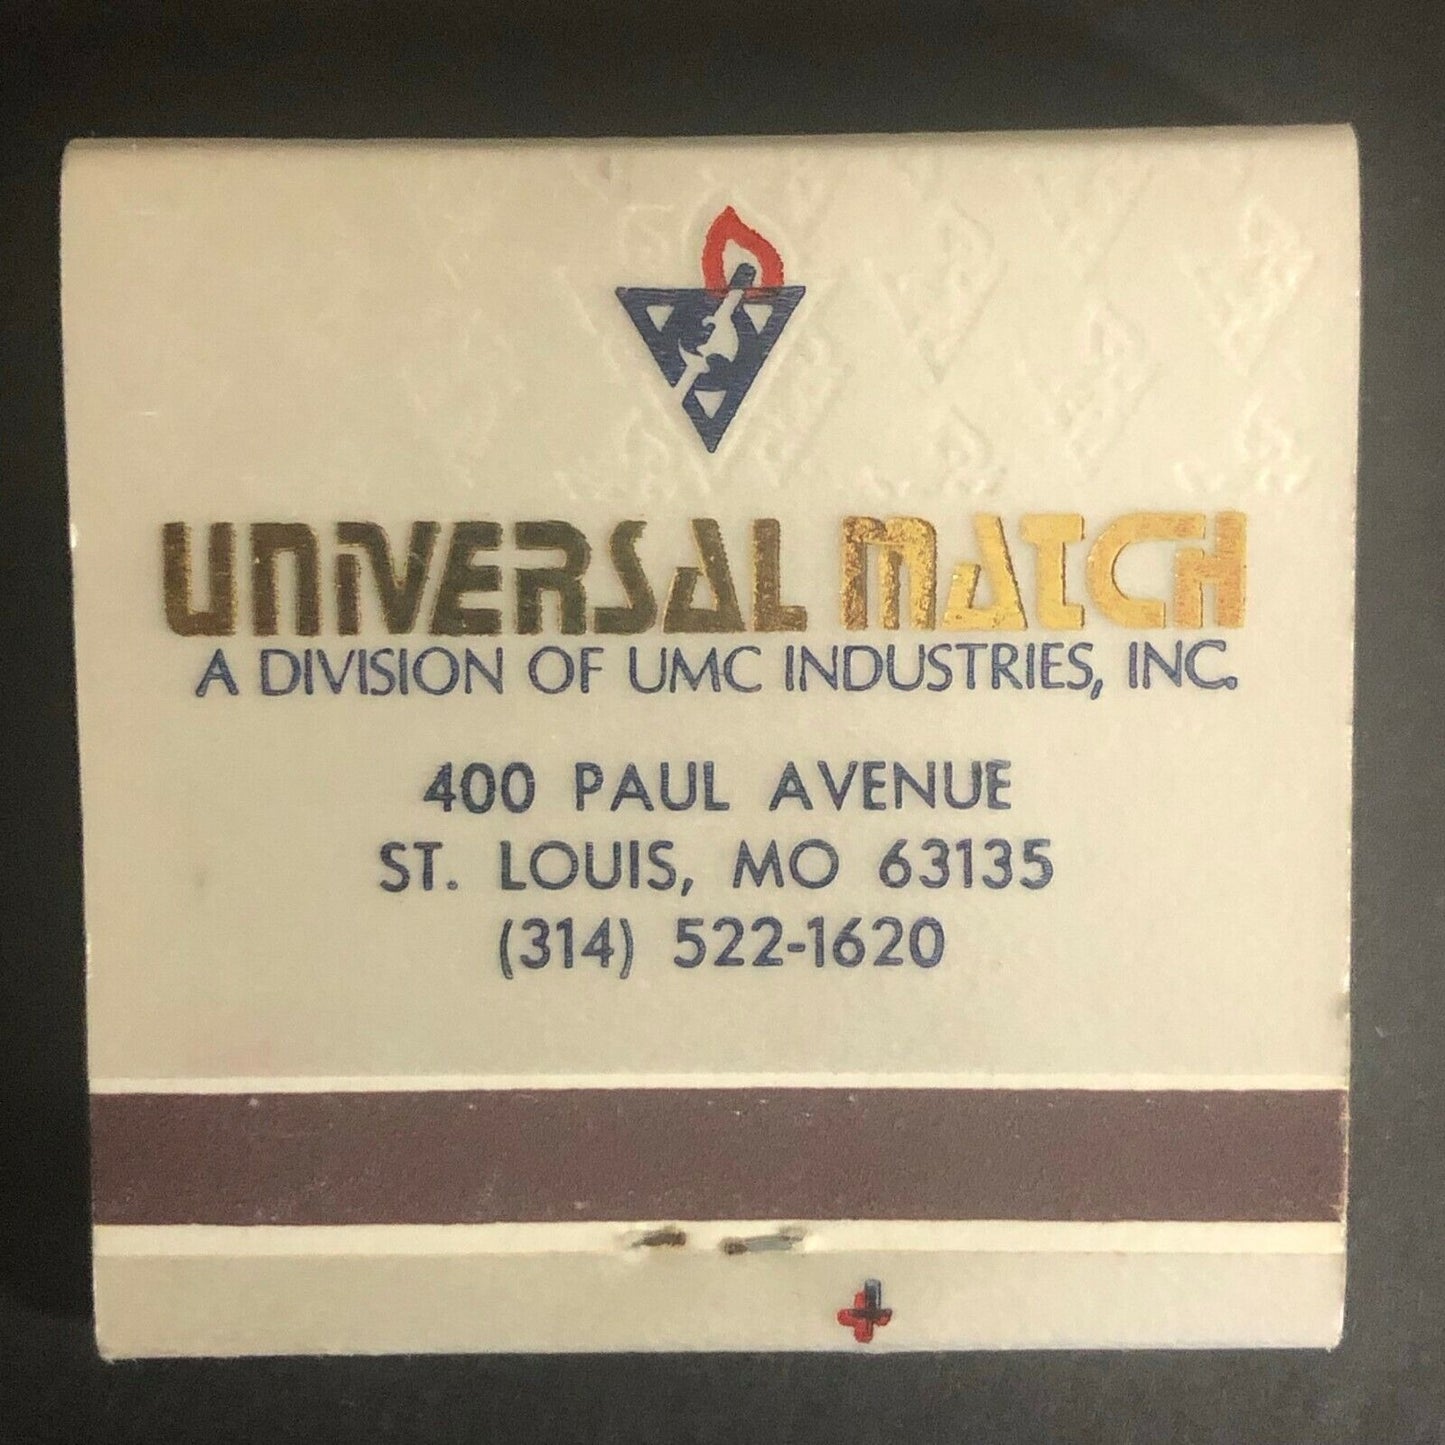 UNIVERSAL MATCH
A DIVISION OF UMC INDUSTRIES, INC.
400 PAUL AVENUE
ST. LOUIS, MO 63135
(314) 522-1620